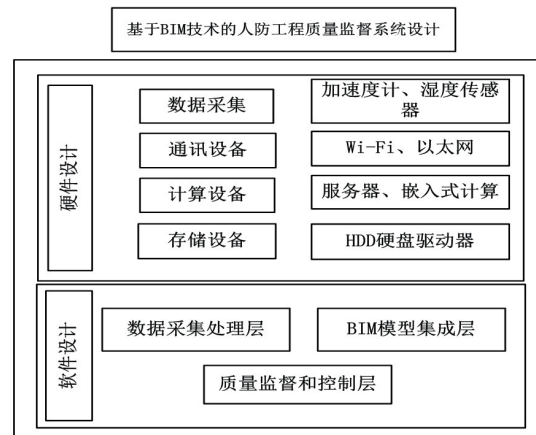 基于BIM技术的人防工程质量监督系统设计
硬件设计
数据采集
加速度计、湿度传感
器
通讯设备
Wi-Fi、以太网
计算设备
服务器、嵌入式计算
存储设备
HDD硬盘驱动器
软件设计
数据采集处理层
BIM模型集成层
质量监督和控制层